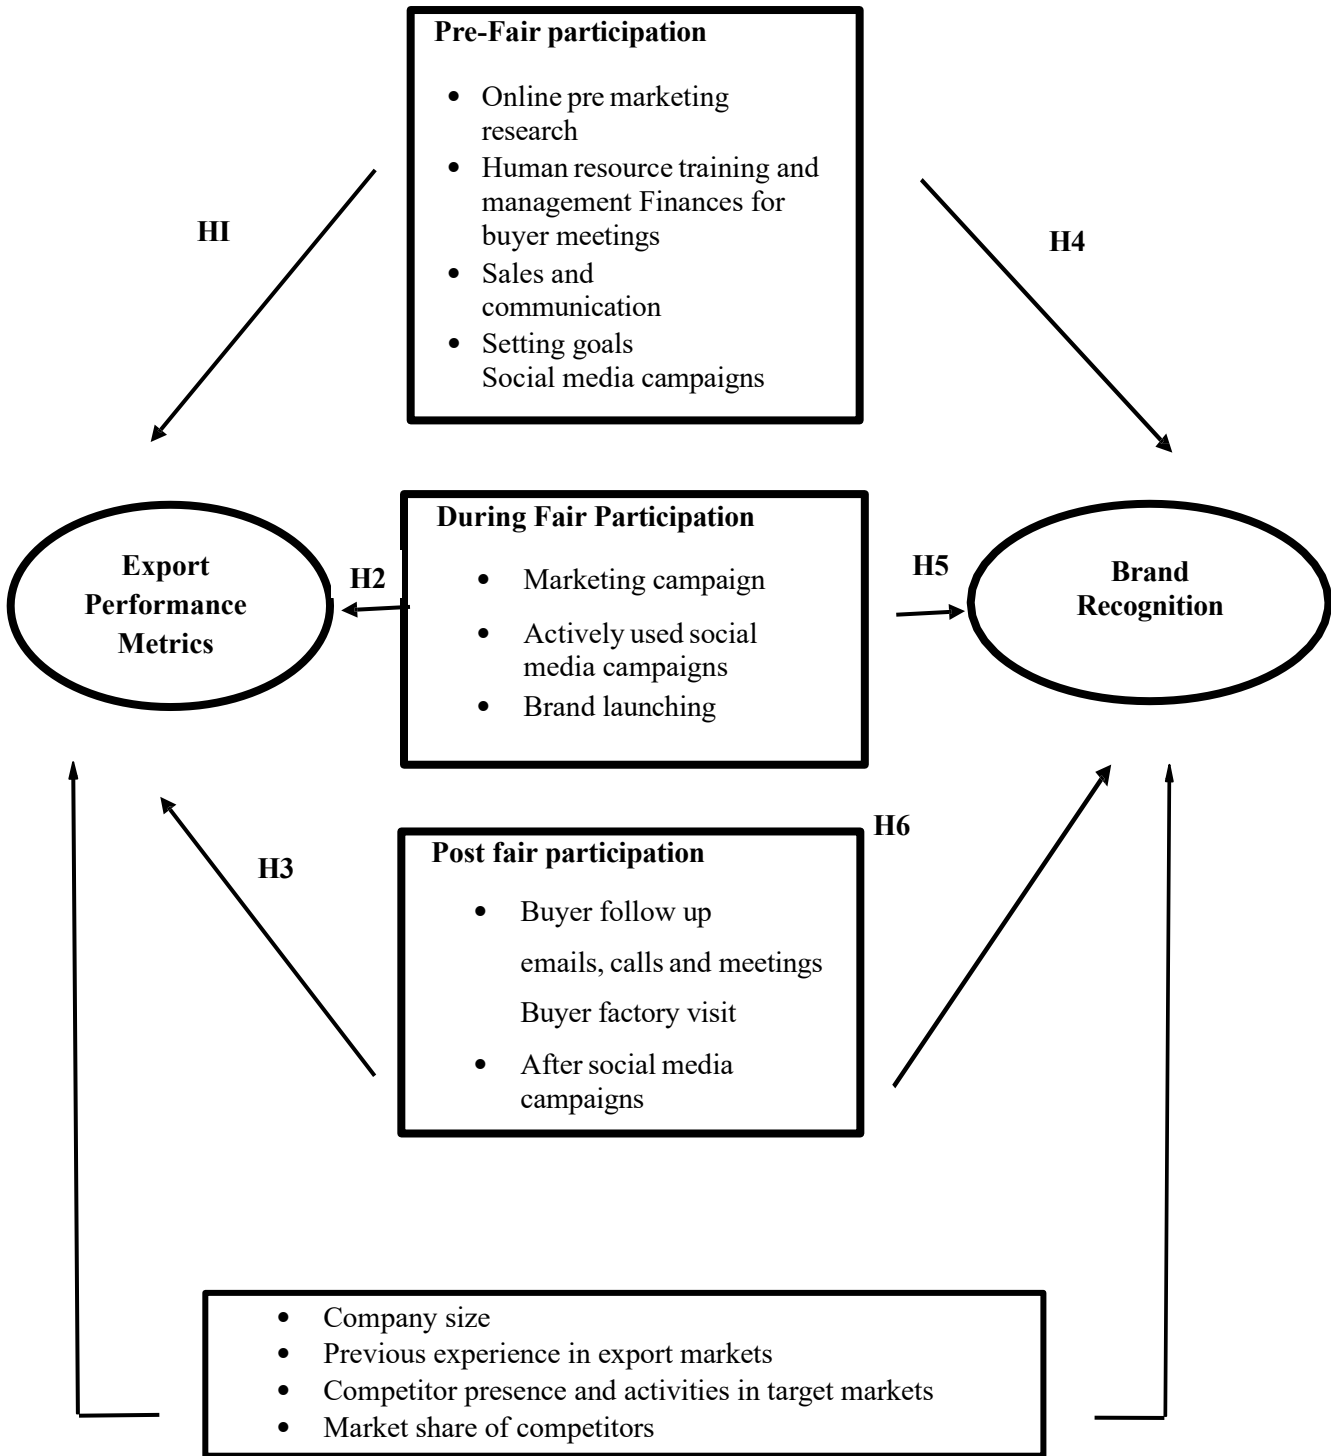 Pre-Fair participation
• Online pre marketing
research
• Human resource training and
management Finances for
buyer meetings
• Sales and
communication
• Setting goals
Social media campaigns
HI
H4
During Fair Participation
• Marketing campaign
• Actively used social
media campaigns
• Brand launching
Export
Performance
Metrics
H2
H5
Brand
Recognition
Post fair participation
• Buyer follow up
emails, calls and meetings
Buyer factory visit
• After social media
campaigns
H3
H6
• Company size
• Previous experience in export markets
• Competitor presence and activities in target markets
• Market share of competitors